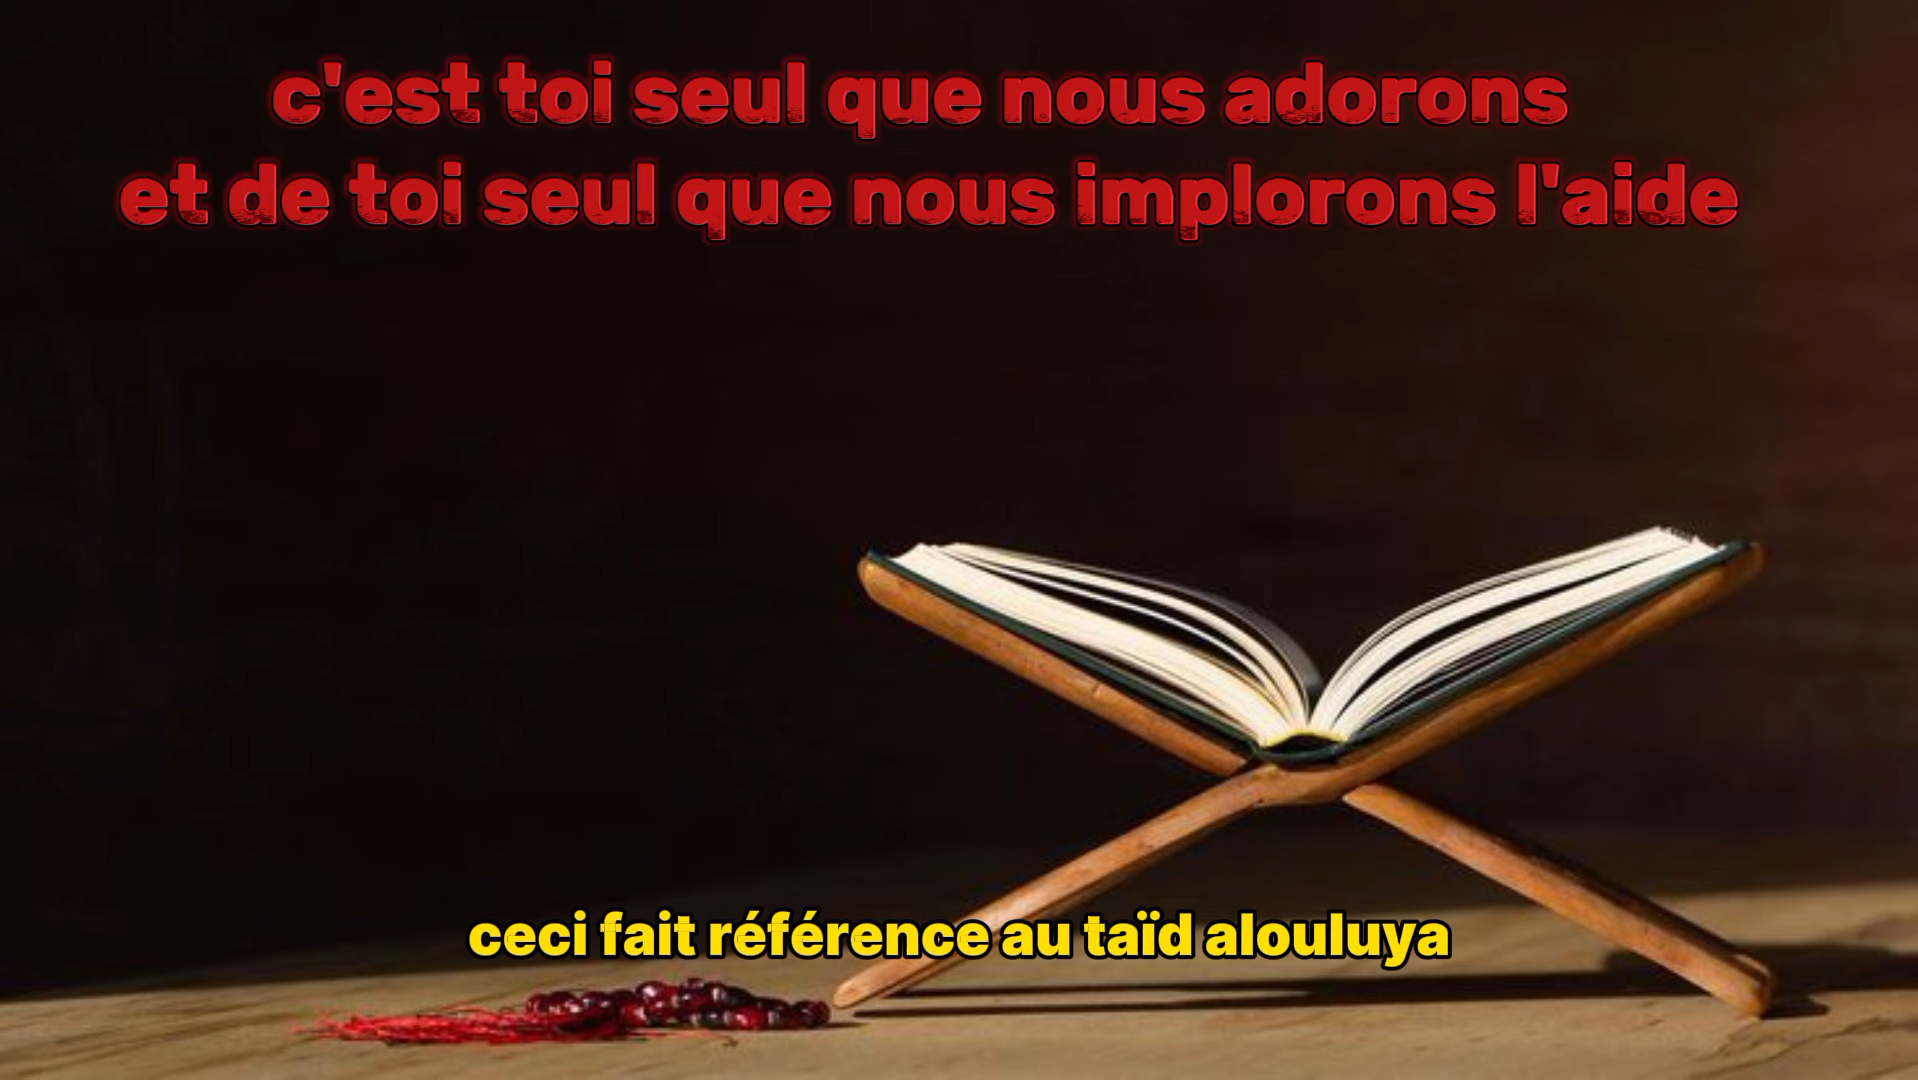 c'est toi seul que nous adorons
et de toi seul que nous implorons l'aide
ceci fait référence au taïd alouluya